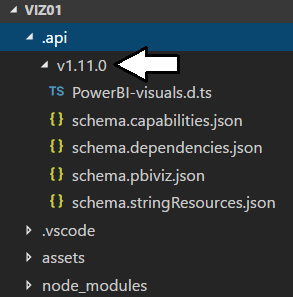 VIZ01
.api
v1.11.0
TS PowerBI-visuals.d.ts
{} schema.capabilities.json
{} schema.dependencies.json
{} schema.pbiviz.json
{} schema.stringResources.json
.vscode
assets
node_modules